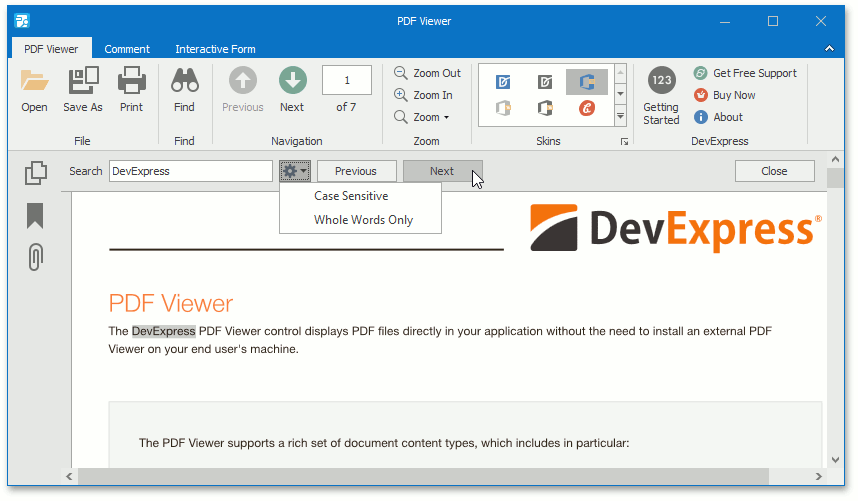 PDF Viewer
PDF Viewer Comment Interactive Form
Open Save As Print
File
Find
Find
Previous Next
1
of 7
Navigation
Zoom Out
Zoom In
Zoom
Zoom
Skins
123
Getting
Started
Get Free Support
Buy Now
About
DevExpress
Search DevExpress Previous Next Close
Case Sensitive
Whole Words Only
DevExpress®
PDF Viewer
The DevExpress PDF Viewer control displays PDF files directly in your application without the need to install an external PDF
Viewer on your end user's machine.
The PDF Viewer supports a rich set of document content types, which includes in particular: